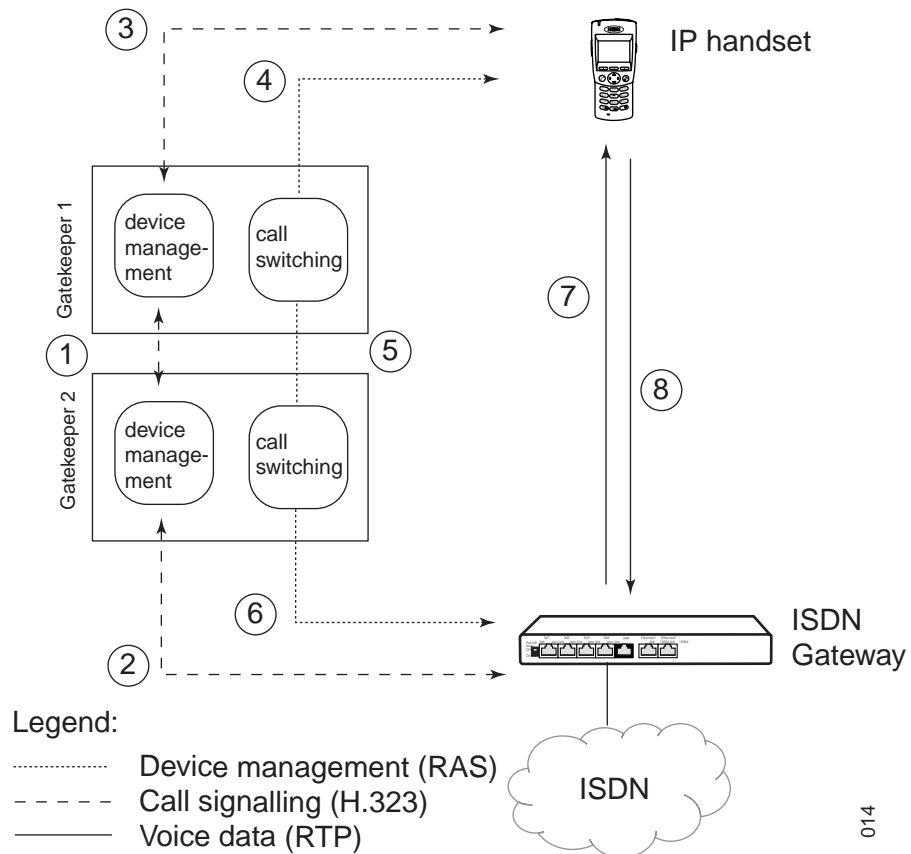 3
IP handset
4
Gatekeeper 1
device
manage-
ment
call
switching
7
1
5
8
Gatekeeper 2
device
manage-
ment
call
switching
6
2
ISDN
Gateway
Legend:
Device management (RAS)
Call signalling (H.323)
Voice data (RTP)
ISDN
014